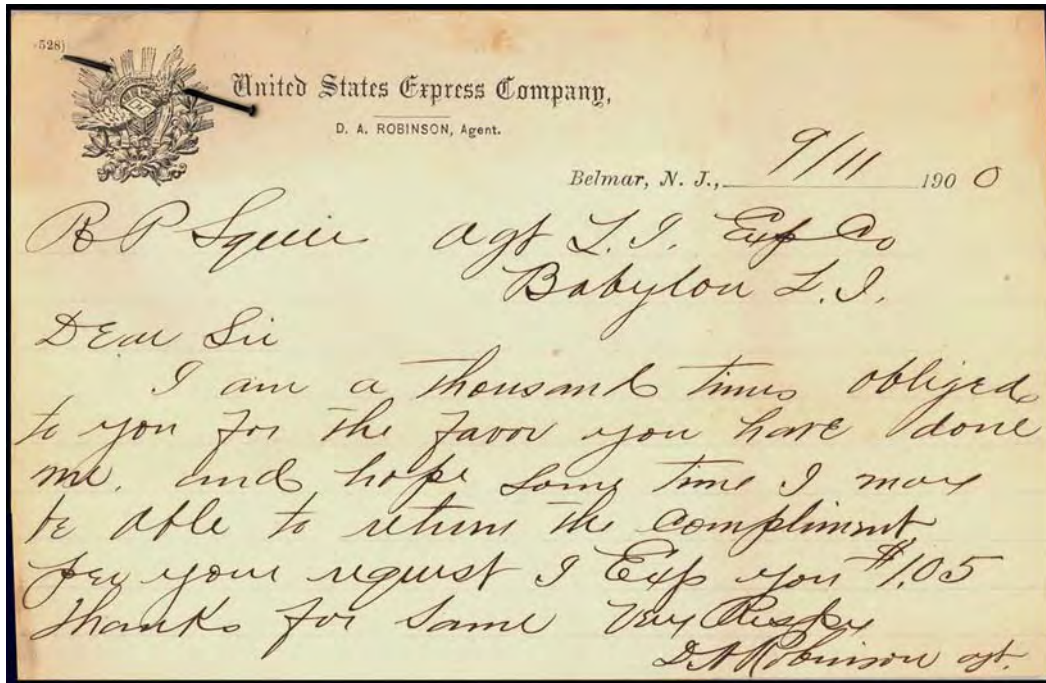 (528)
United States Express Company,
D. A. ROBINSON, Agent.
Belmar, N. J., 9/11 1900
R P Squir agt L. I. Exp Co
Babylon L. I.
Dear Sir
I am a thousand times obliged
to you for the favor you have done
me. and hope some time I may
be able to return the compliment
per your request I Exp you $1.05
Thanks for same Very Respy
D A Robinson agt.